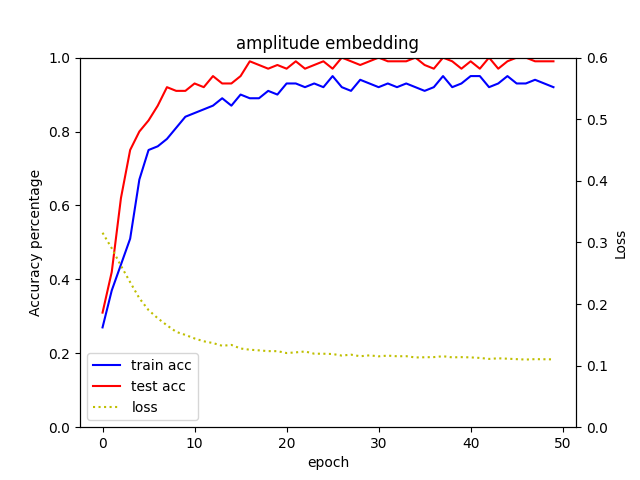 amplitude embedding
1.0
0.8
0.6
0.4
0.2
0.0
Accuracy percentage
0.6
0.5
0.4
0.3
0.2
0.1
0.0
Loss
train acc
test acc
loss
0 10 20 30 40 50
epoch